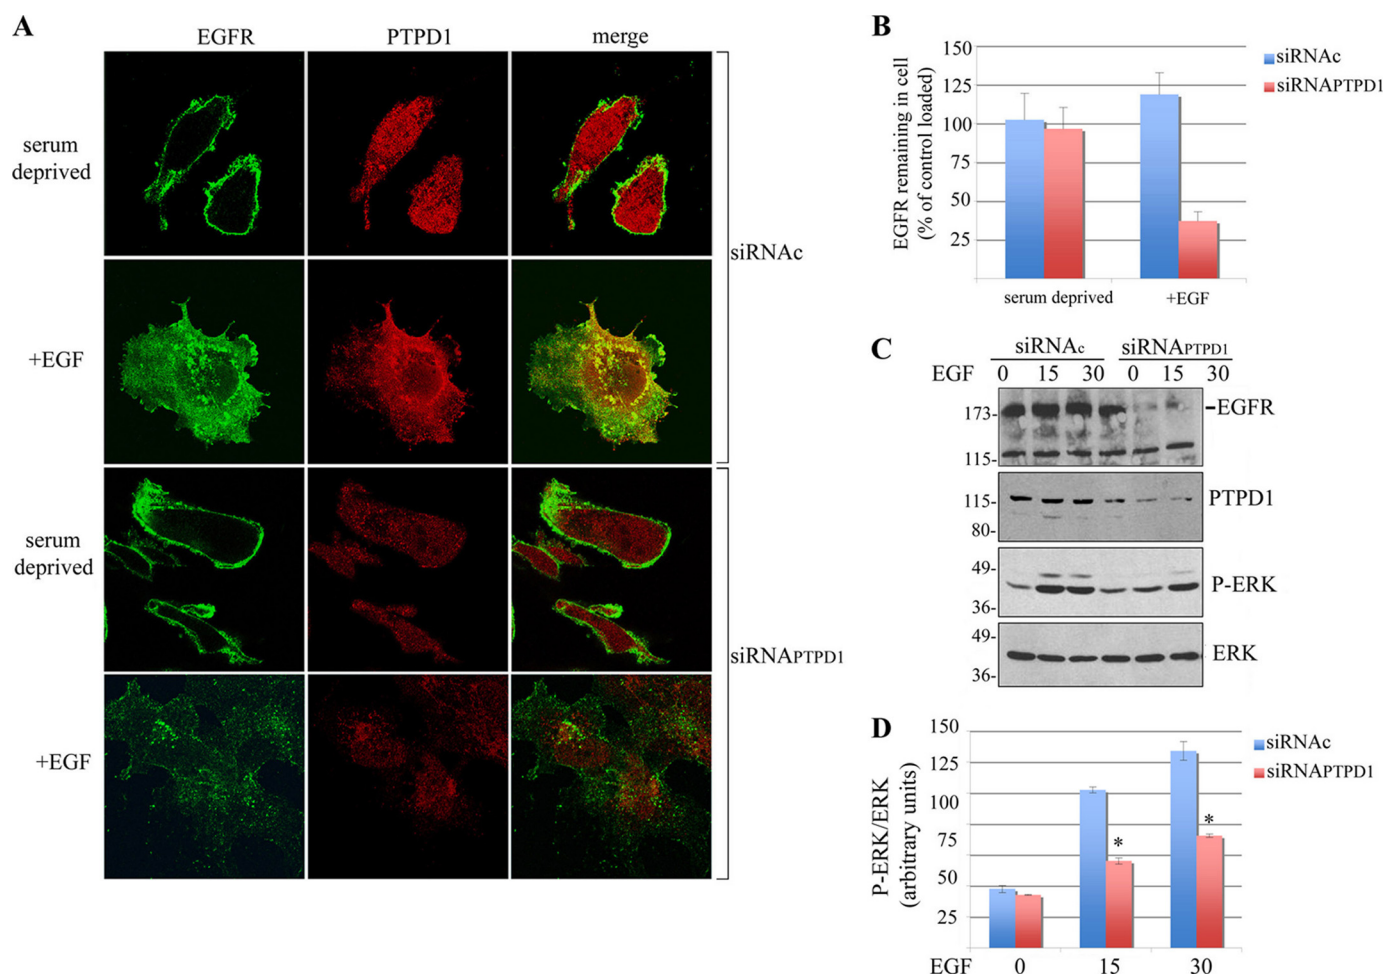 A
EGFR PTPD1 merge
serum
deprived
siRNAc
+EGF
serum
deprived
siRNAPTPD1
+EGF
B
EGFR remaining in cell
(% of control loaded)
150
125
100
75
50
25
siRNAc
siRNAPTPD1
serum deprived +EGF
C
siRNAc siRNAPTPD1
EGF 0 15 30 0 15 30
173-
-EGFR
115-
115-
PTPD1
80-
49-
P-ERK
36-
49-
ERK
36-
D
P-ERK/ERK
(arbitrary units)
150
125
100
75
50
25
siRNAc
siRNAPTPD1
*
*
EGF 0 15 30